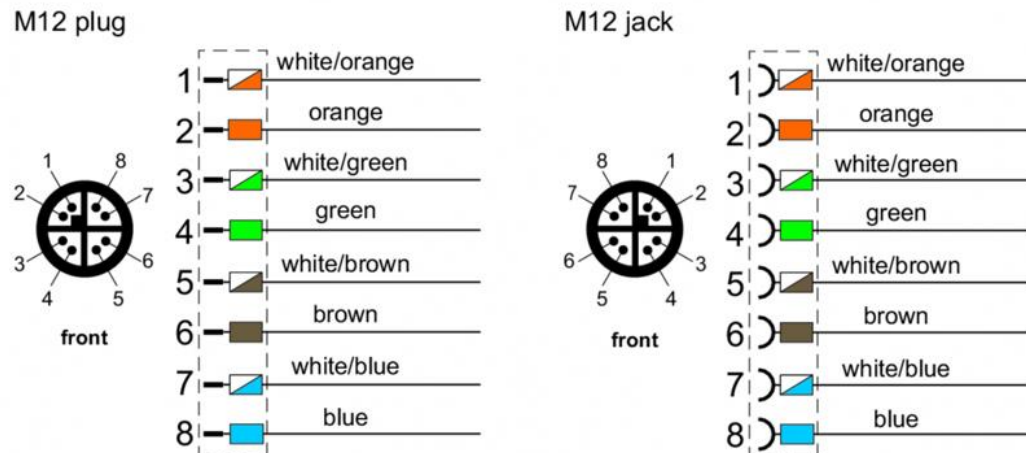 M12 plug
1 white/orange
2 orange
3 white/green
4 green
5 white/brown
6 brown
7 white/blue
8 blue
1 8
2 7
3 6
4 5
front
M12 jack
1 white/orange
2 orange
3 white/green
4 green
5 white/brown
6 brown
7 white/blue
8 blue
8 1
7 2
6 3
5 4
front